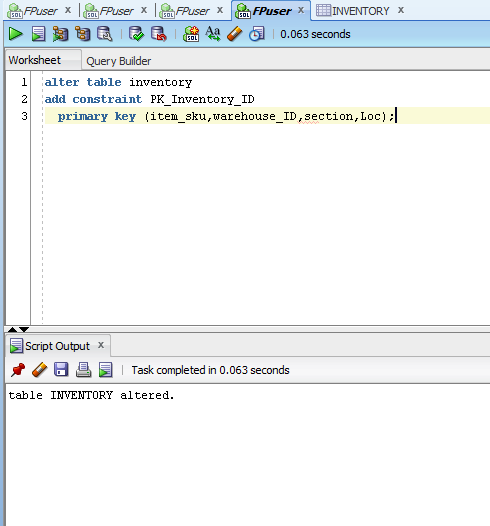 FPuser x FPuser x FPuser x FPuser x INVENTORY x
SQL 0.063 seconds
Worksheet Query Builder
1 alter table inventory
2 add constraint PK_Inventory_ID
3 primary key (item_sku,warehouse_ID,section,Loc);
Script Output x
Task completed in 0.063 seconds
table INVENTORY altered.